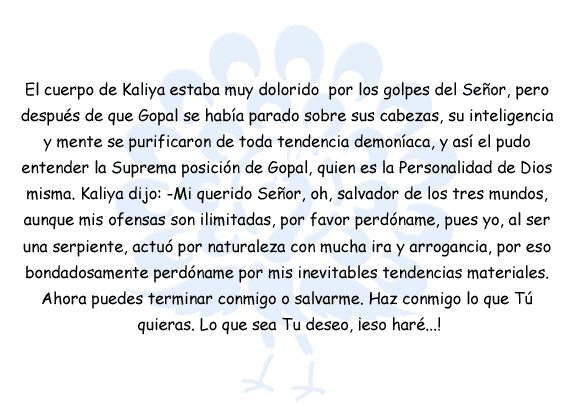 El cuerpo de Kaliya estaba muy dolorido  por los golpes del Señor, pero
después de que Gopal se había parado sobre sus cabezas, su inteligencia
y mente se purificaron de toda tendencia demoníaca, y así el pudo
entender la Suprema posición de Gopal, quien es la Personalidad de Dios
misma. Kaliya dijo: -Mi querido Señor, oh, salvador de los tres mundos,
aunque mis ofensas son ilimitadas, por favor perdóname, pues yo, al ser
una serpiente, actuó por naturaleza con mucha ira y arrogancia, por eso
bondadosamente perdóname por mis inevitables tendencias materiales.
Ahora puedes terminar conmigo o salvarme. Haz conmigo lo que Tú
quieras. Lo que sea Tu deseo, ¡eso haré...!